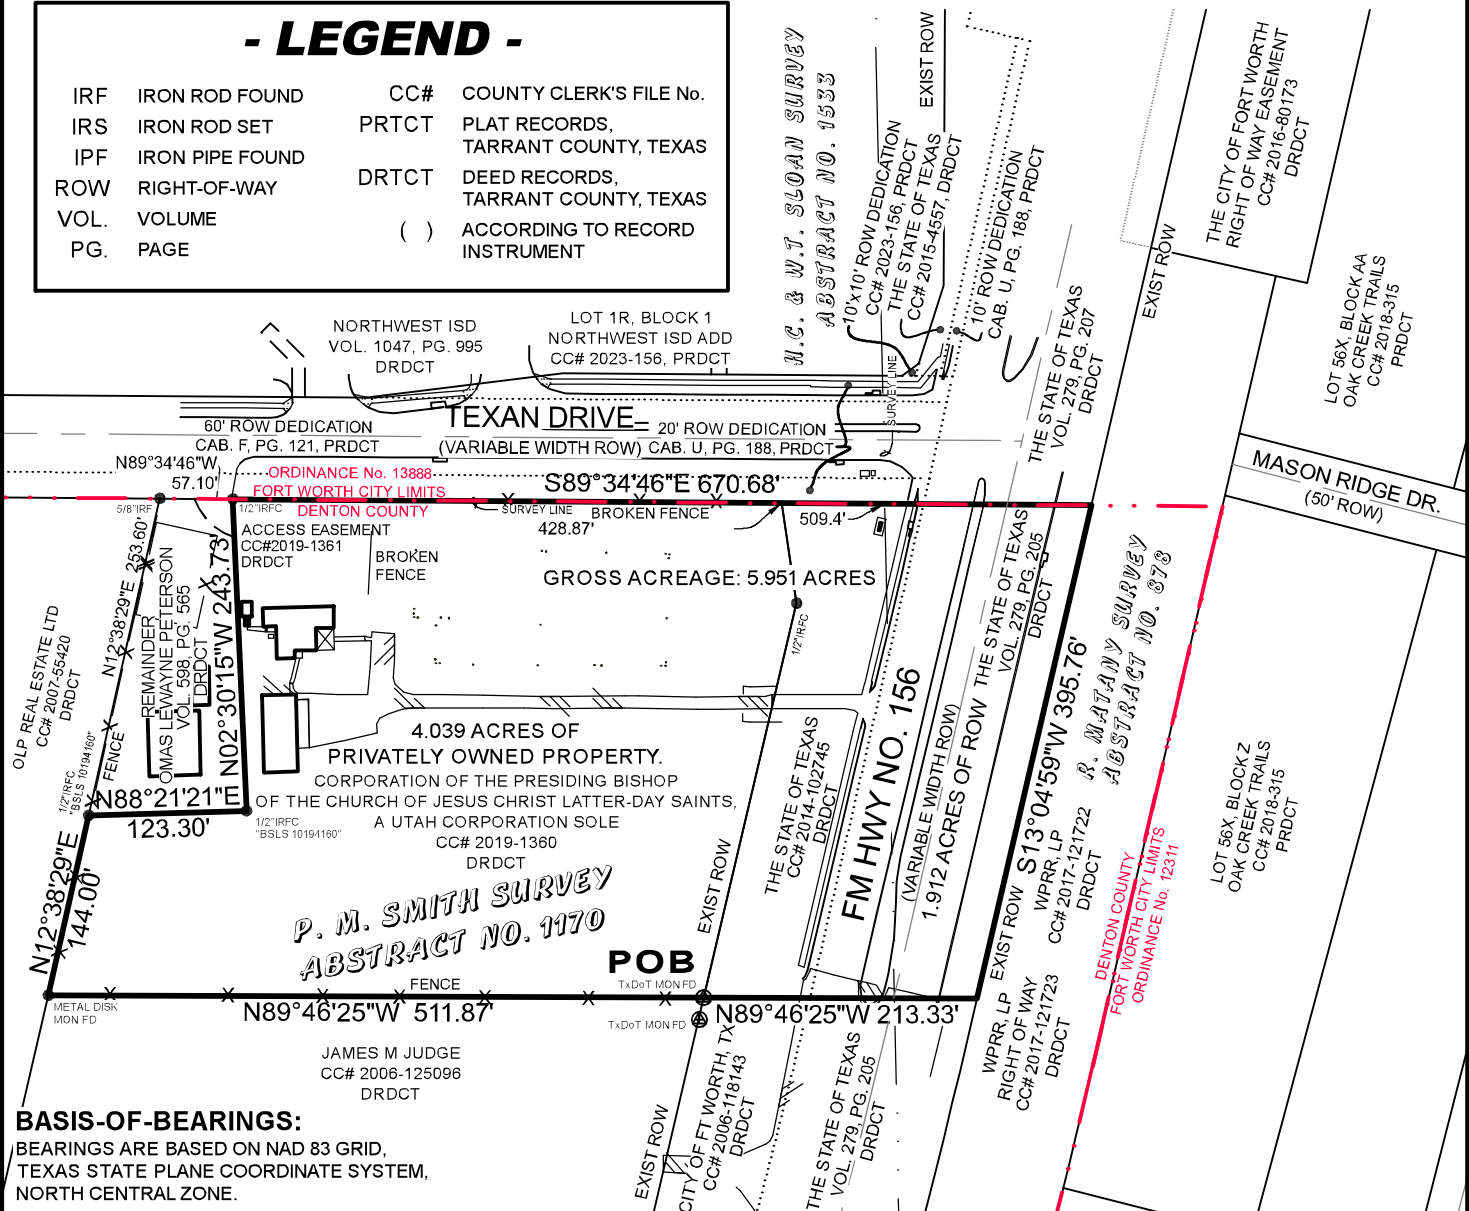 - LEGEND -
IRF IRON ROD FOUND
IRS IRON ROD SET
IPF IRON PIPE FOUND
ROW RIGHT-OF-WAY
VOL. VOLUME
PG. PAGE
CC# COUNTY CLERK'S FILE No.
PRTCT PLAT RECORDS,
TARRANT COUNTY, TEXAS
DRTCT DEED RECORDS,
TARRANT COUNTY, TEXAS
( ) ACCORDING TO RECORD
INSTRUMENT
H.C. & W.T. SLOAN SURVEY
ABSTRACT NO. 1533
EXIST ROW
10'x10' ROW DEDICATION
CC# 2023-156, PRDCT
THE STATE OF TEXAS
CC# 2015-4557, DRDCT
10' ROW DEDICATION
CAB. U, PG. 188, PRDCT
THE CITY OF FORT WORTH
RIGHT OF WAY EASEMENT
CC# 2016-80173
DRDCT
EXIST ROW
LOT 56X, BLOCK AA
OAK CREEK TRAILS
CC# 2018-315
PRDCT
THE STATE OF TEXAS
VOL. 279, PG. 207
DRDCT
NORTHWEST ISD
VOL. 1047, PG. 995
DRDCT
LOT 1R, BLOCK 1
NORTHWEST ISD ADD
CC# 2023-156, PRDCT
SURVEY LINE
TEXAN DRIVE
(VARIABLE WIDTH ROW)
60' ROW DEDICATION
CAB. F, PG. 121, PRDCT
20' ROW DEDICATION
CAB. U, PG. 188, PRDCT
MASON RIDGE DR.
(50' ROW)
N89°34'46"W
57.10'
ORDINANCE No. 13888
FORT WORTH CITY LIMITS
DENTON COUNTY
S89°34'46"E 670.68'
5/8"IRF
1/2"IRFC
SURVEY LINE
BROKEN FENCE
428.87'
509.4'
ACCESS EASEMENT
CC#2019-1361
DRDCT
BROKEN
FENCE
GROSS ACREAGE: 5.951 ACRES
1/2"IRFC
N12°38'29"E 253.60'
REMAINDER
OMAS LEWAYNE PETERSON
VOL. 598, PG. 565
DRDCT
N02°30'15"W 243.73'
OLP REAL ESTATE LTD
CC# 2007-55420
DRDCT
FENCE
1/2"IRFC
"BSLS 10194160"
N88°21'21"E
123.30'
1/2"IRFC
"BSLS 10194160"
4.039 ACRES OF
PRIVATELY OWNED PROPERTY.
CORPORATION OF THE PRESIDING BISHOP
OF THE CHURCH OF JESUS CHRIST LATTER-DAY SAINTS,
A UTAH CORPORATION SOLE
CC# 2019-1360
DRDCT
P. M. SMITH SURVEY
ABSTRACT NO. 1170
N12°38'29"E
144.00'
THE STATE OF TEXAS
CC# 2014-102745
DRDCT
EXIST ROW
FM HWY NO. 156
(VARIABLE WIDTH ROW)
1.912 ACRES OF ROW
THE STATE OF TEXAS
VOL. 279, PG. 205
DRDCT
S13°04'59"W 395.76'
R. MATANY SURVEY
ABSTRACT NO. 878
EXIST ROW
WPRR, LP
CC# 2017-121722
DRDCT
DENTON COUNTY
FORT WORTH CITY LIMITS
ORDINANCE No. 12311
LOT 56X, BLOCK Z
OAK CREEK TRAILS
CC# 2018-315
PRDCT
POB
TxDoT MON FD
FENCE
METAL DISK
MON FD
N89°46'25"W 511.87'
TxDoT MON FD
N89°46'25"W 213.33'
WPRR, LP
RIGHT OF WAY
CC# 2017-121723
DRDCT
JAMES M JUDGE
CC# 2006-125096
DRDCT
EXIST ROW
CITY OF FT WORTH, TX
CC# 2006-118143
DRDCT
THE STATE OF TEXAS
VOL. 279, PG. 205
DRDCT
BASIS-OF-BEARINGS:
BEARINGS ARE BASED ON NAD 83 GRID,
TEXAS STATE PLANE COORDINATE SYSTEM,
NORTH CENTRAL ZONE.